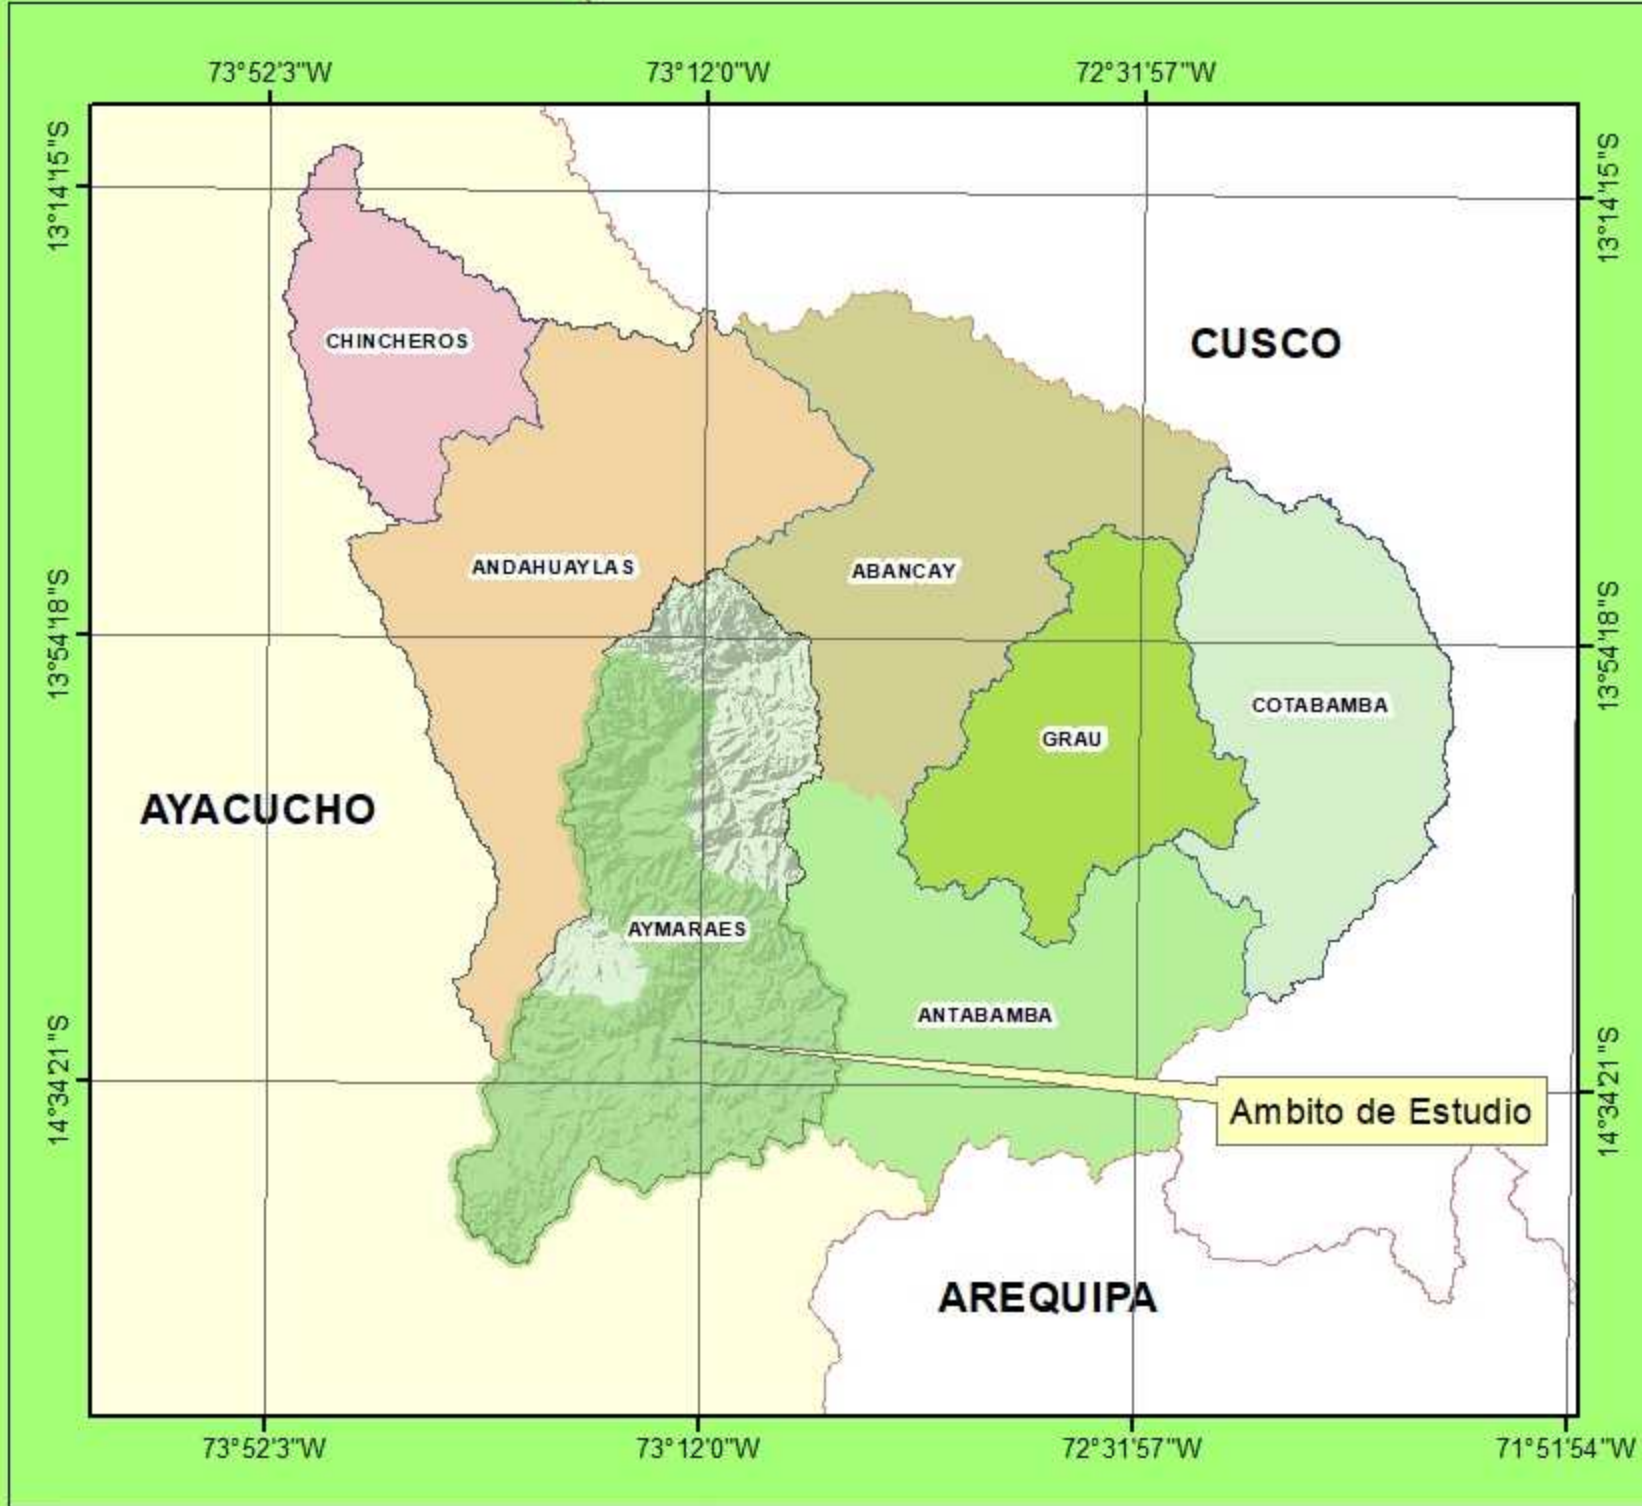 73°52'3"W
73°12'0"W
72°31'57"W
13°14'15"S
13°14'15"S
CHINCHEROS
CUSCO
ANDAHUAYLAS
ABANCAY
13°54'18"S
13°54'18"S
COTABAMBA
GRAU
AYACUCHO
AYMARAES
ANTABAMBA
14°34'21"S
14°34'21"S
Ambito de Estudio
AREQUIPA
73°52'3"W
73°12'0"W
72°31'57"W
71°51'54"W